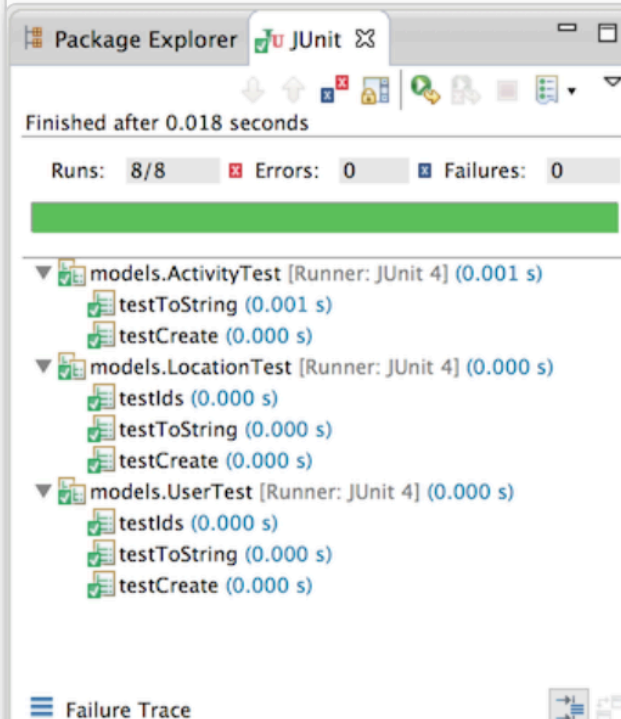 Package Explorer JUnit
Finished after 0.018 seconds
Runs: 8/8 Errors: 0 Failures: 0
models.ActivityTest [Runner: JUnit 4] (0.001 s)
testToString (0.001 s)
testCreate (0.000 s)
models.LocationTest [Runner: JUnit 4] (0.000 s)
testIds (0.000 s)
testToString (0.000 s)
testCreate (0.000 s)
models.UserTest [Runner: JUnit 4] (0.000 s)
testIds (0.000 s)
testToString (0.000 s)
testCreate (0.000 s)
Failure Trace